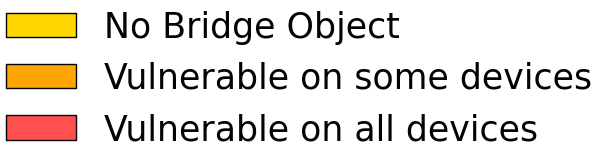 No Bridge Object
Vulnerable on some devices
Vulnerable on all devices